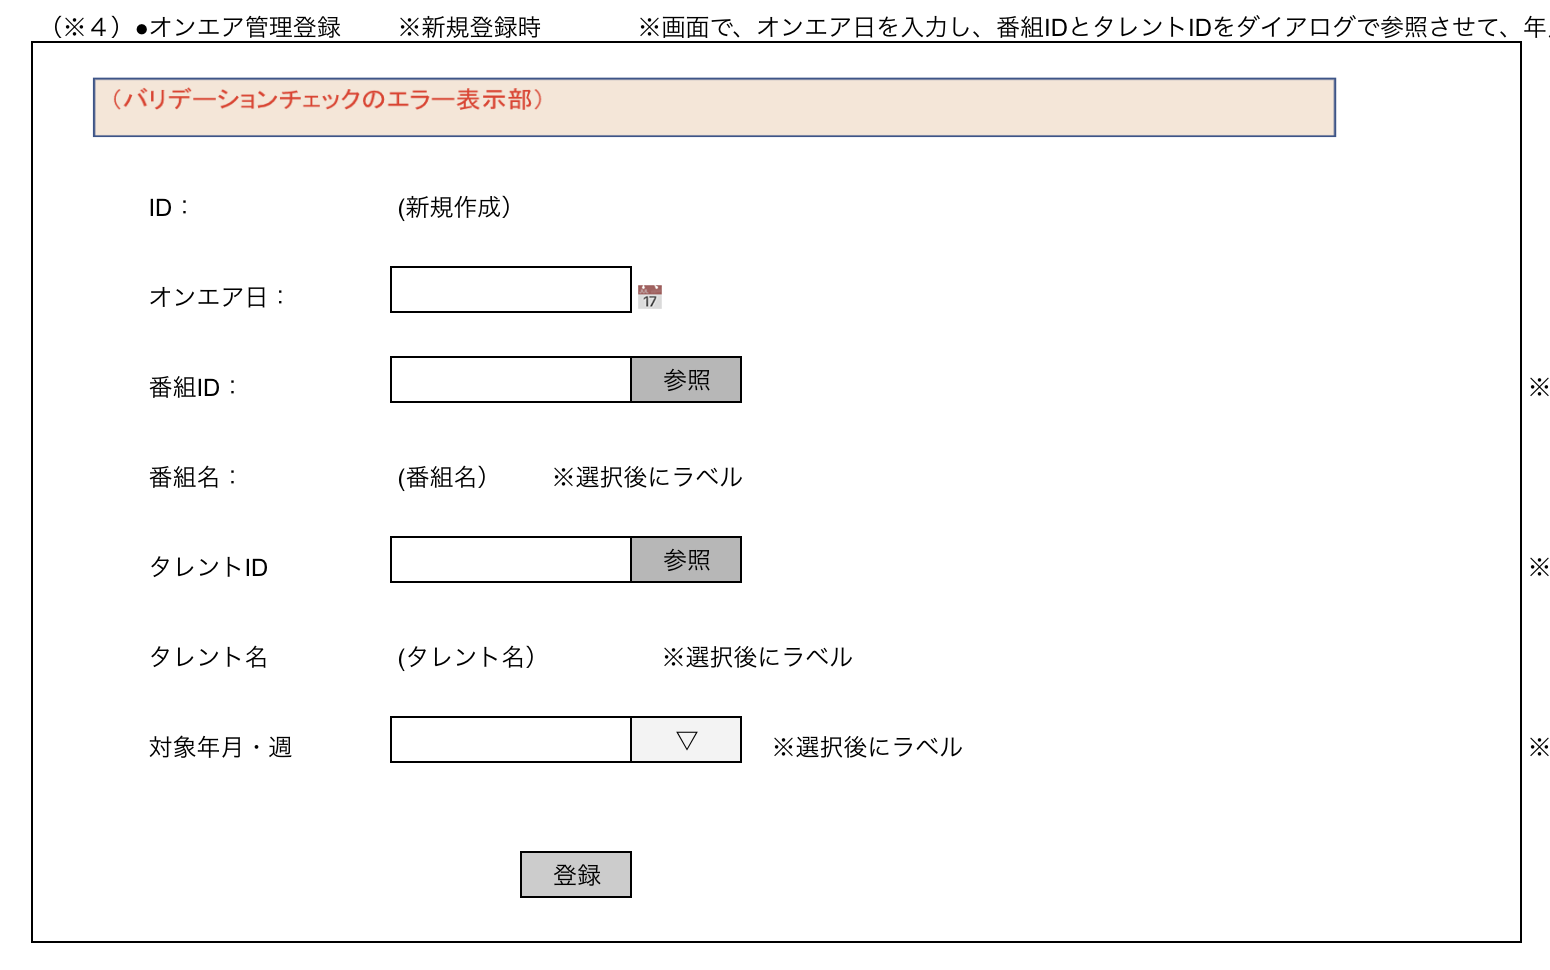 （※４）●オンエア管理登録 ※新規登録時 ※画面で、オンエア日を入力し、番組IDとタレントIDをダイアログで参照させて、年
（バリデーションチェックのエラー表示部）
ID： (新規作成）
オンエア日： 17
番組ID： 参照 ※
番組名： (番組名） ※選択後にラベル
タレントID 参照 ※
タレント名 (タレント名） ※選択後にラベル
対象年月・週 ▽ ※選択後にラベル ※
登録